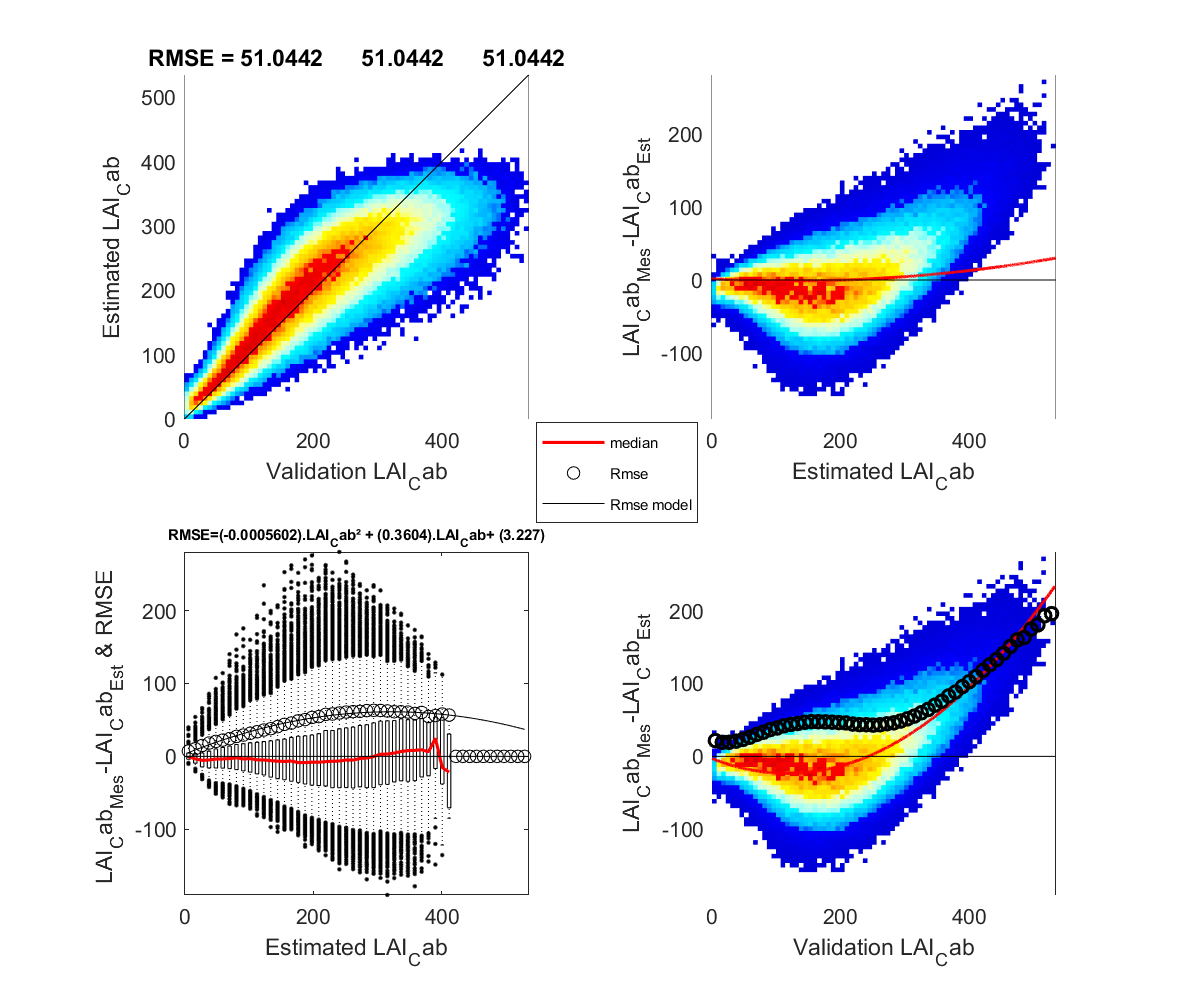 RMSE = 51.0442 51.0442 51.0442
500
400
300
200
100
0
0 200 400
Estimated LAI_Cab
Validation LAI_Cab
200
100
0
-100
0 200 400
LAI_Cab_Mes-LAI_Cab_Est
Estimated LAI_Cab
median
Rmse
Rmse model
RMSE=(-0.0005602).LAI_Cab² + (0.3604).LAI_Cab+ (3.227)
200
100
0
-100
0 200 400
LAI_Cab_Mes-LAI_Cab_Est & RMSE
Estimated LAI_Cab
200
100
0
-100
0 200 400
LAI_Cab_Mes-LAI_Cab_Est
Validation LAI_Cab